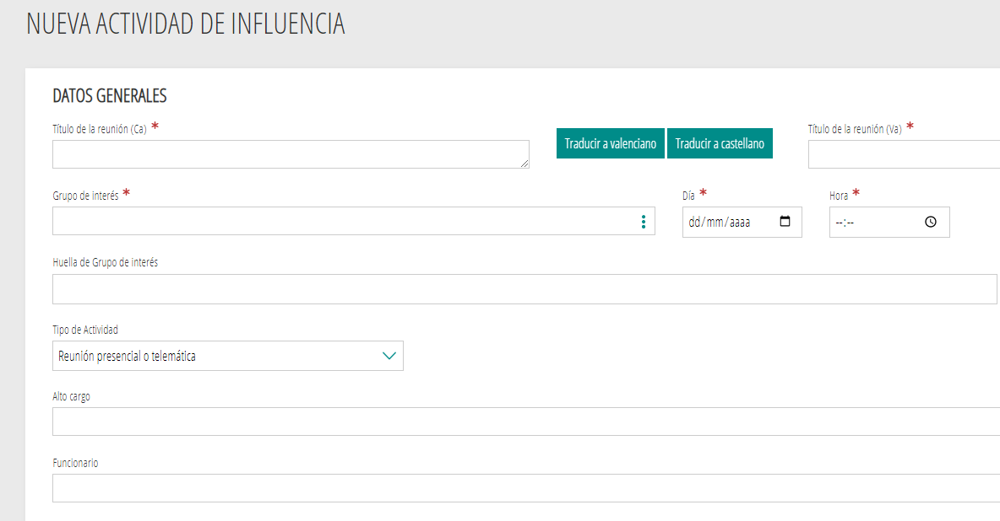 NUEVA ACTIVIDAD DE INFLUENCIA
DATOS GENERALES
Título de la reunión (Ca) *
Traducir a valenciano
Traducir a castellano
Título de la reunión (Va) *
Grupo de interés *
Día *
Hora *
dd/mm/aaaa
--:--
Huella de Grupo de interés
Tipo de Actividad
Reunión presencial o telemática
Alto cargo
Funcionario